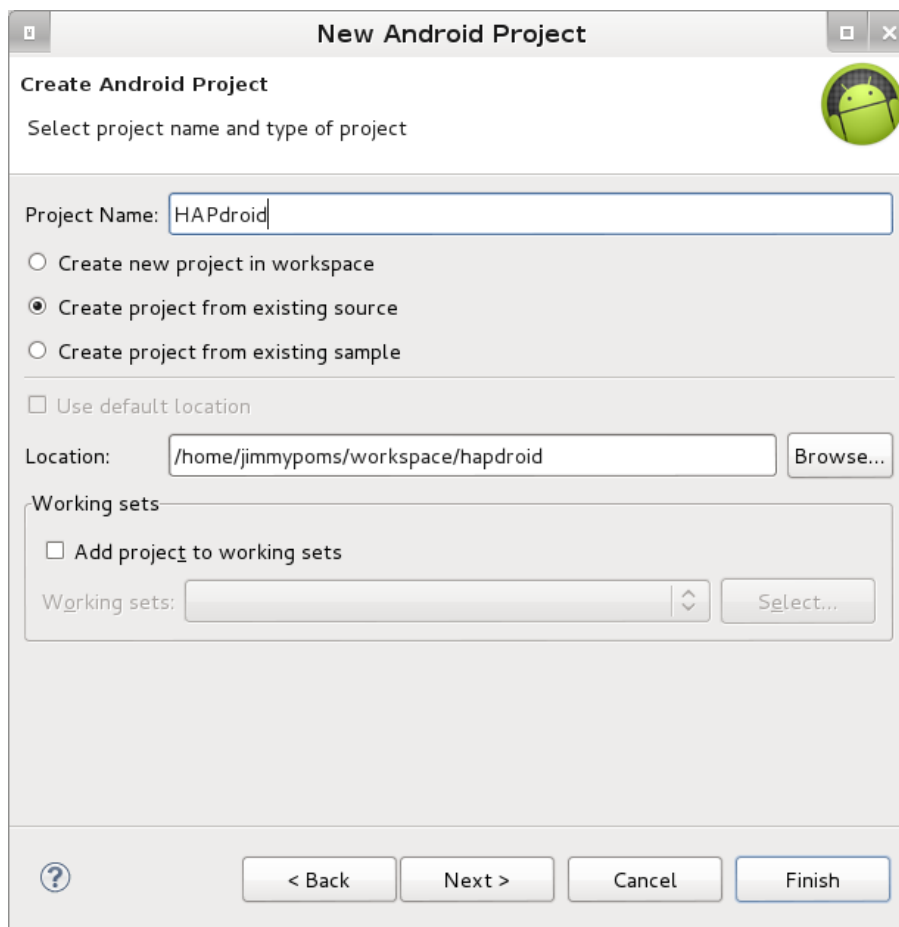 New Android Project
Create Android Project
Select project name and type of project
Project Name: HAPdroid
Create new project in workspace
Create project from existing source
Create project from existing sample
Use default location
Location: /home/jimmypoms/workspace/hapdroid Browse...
Working sets
Add project to working sets
Working sets: Select...
? < Back Next > Cancel Finish